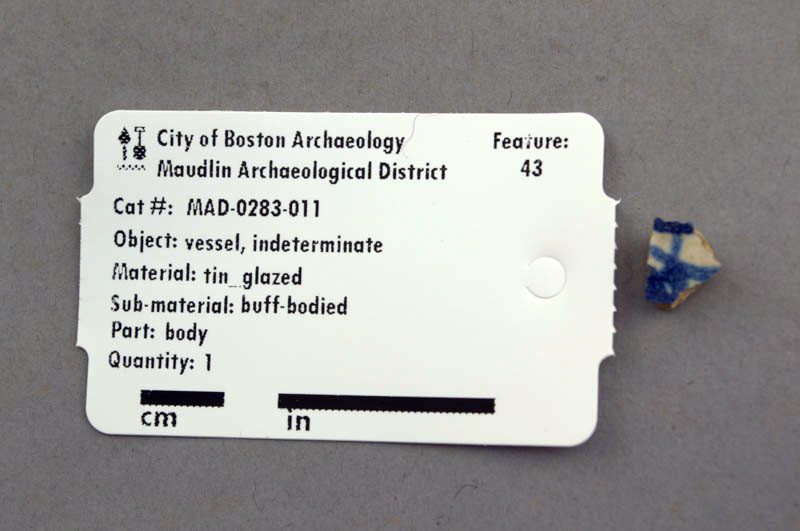 City of Boston Archaeology
Maudlin Archaeological District
Feature:
43
Cat #: MAD-0283-011
Object: vessel, indeterminate
Material: tin_glazed
Sub-material: buff-bodied
Part: body
Quantity: 1
cm
in